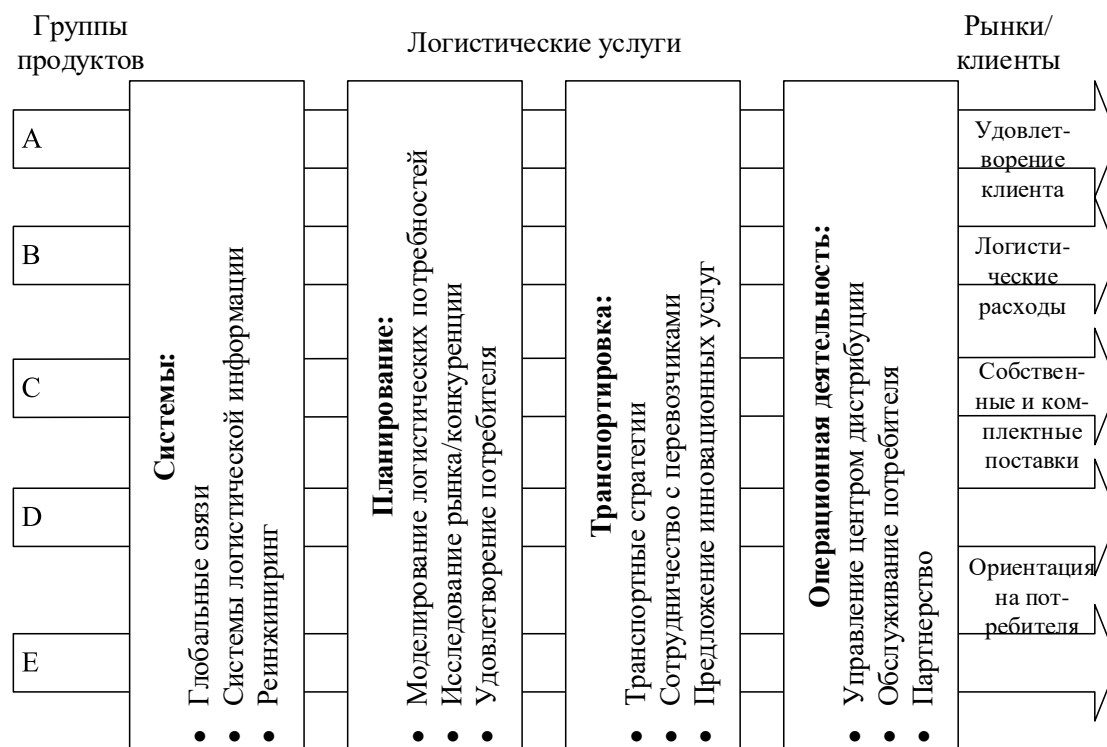 Группы
продуктов
Логистические услуги
Рынки/
клиенты
A
B
C
D
E
Системы:
• Глобальные связи
• Системы логистической информации
• Реинжиниринг
Планирование:
• Моделирование логистических потребностей
• Исследование рынка/конкуренции
• Удовлетворение потребителя
Транспортировка:
• Транспортные стратегии
• Сотрудничество с перевозчиками
• Предложение инновационных услуг
Операционная деятельность:
• Управление центром дистрибуции
• Обслуживание потребителя
• Партнерство
Удовлет-
ворение
клиента
Логисти-
ческие
расходы
Собствен-
ные и ком-
плектные
поставки
Ориентация
на пот-
ребителя